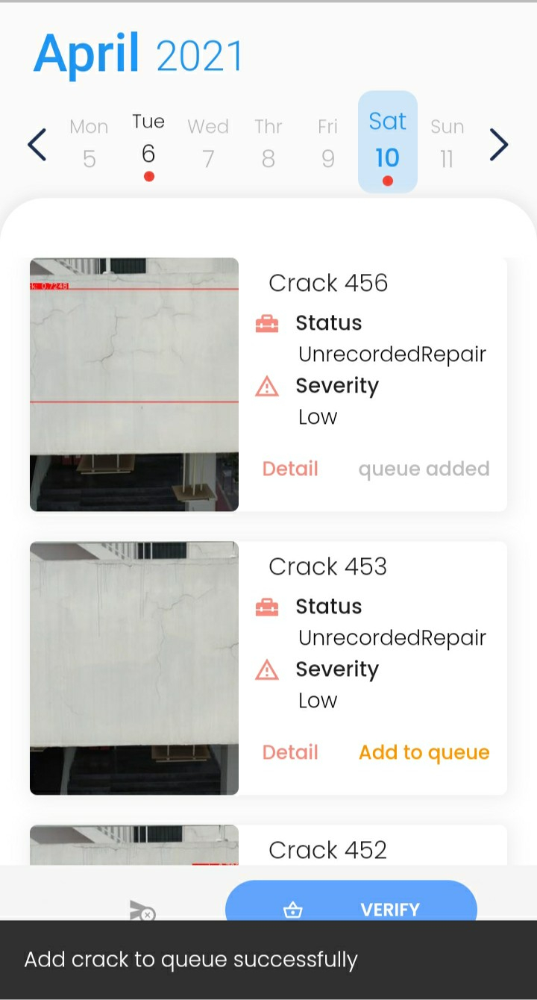 April 2021
Mon Tue Wed Thr Fri Sat Sun
5 6 7 8 9 10 11
k: 0.7248
Crack 456
Status
UnrecordedRepair
Severity
Low
Detail queue added
Crack 453
Status
UnrecordedRepair
Severity
Low
Detail Add to queue
Crack 452
VERIFY
Add crack to queue successfully